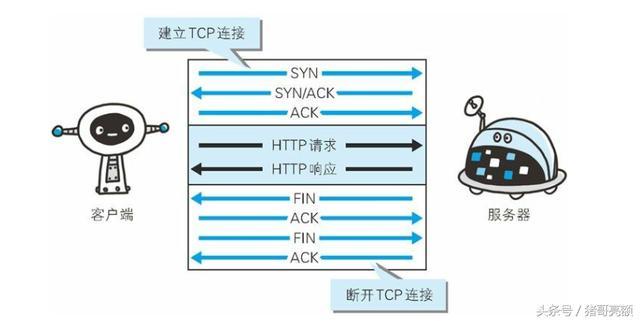 建立TCP连接
SYN
SYN/ACK
ACK
HTTP请求
HTTP响应
客户端
服务器
FIN
ACK
FIN
ACK
断开TCP连接
头条号／猪哥亮额